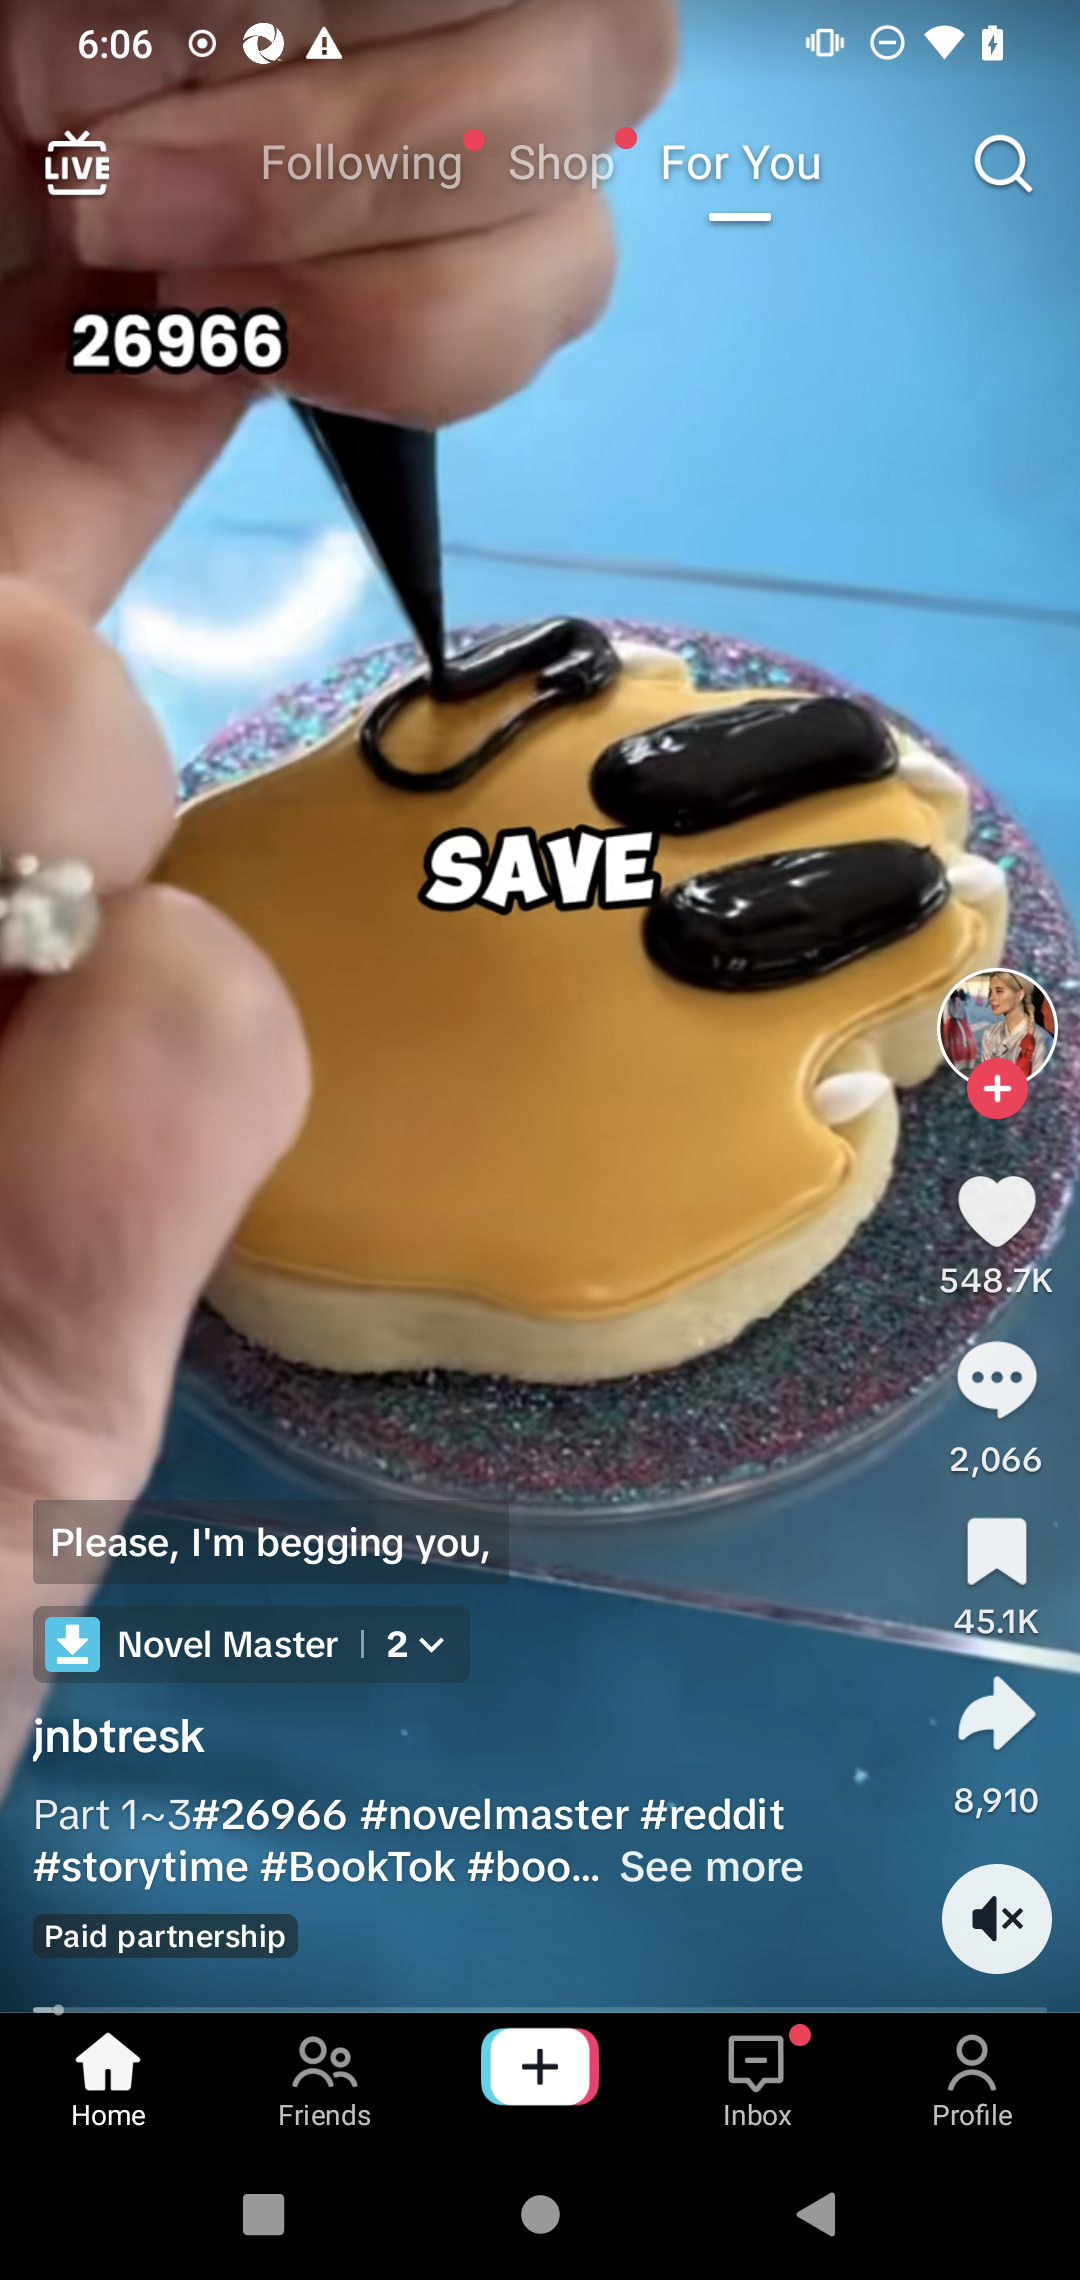 6:06
LIVE
Following
Shop
For You
26966
SAVE
548.7K
2,066
Please, I'm begging you,
45.1K
Novel Master | 2
jnbtresk
8,910
Part 1~3#26966 #novelmaster #reddit
#storytime #BookTok #boo... See more
Paid partnership
Home
Friends
Inbox
Profile